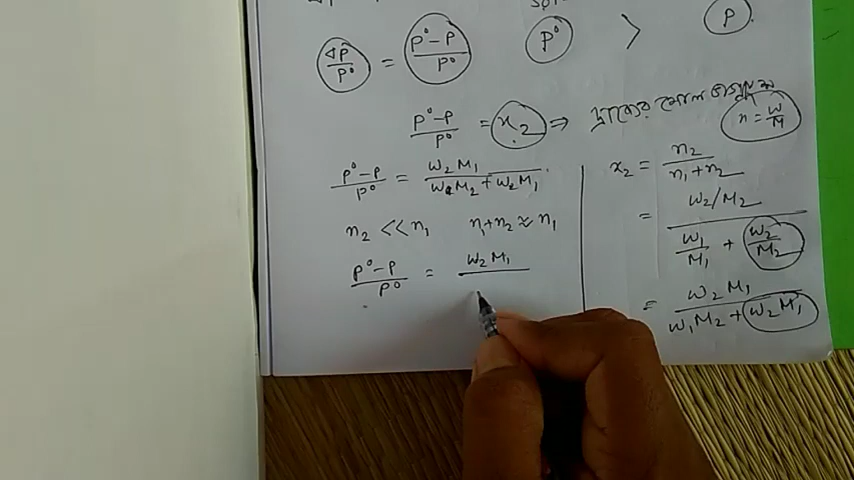 P°
>
P
ΔP/P° = P°-P/P°
P°-P/P° = x₂ ⇒ দ্রাব্যের মোল
n = W/M
P°-P/P° = W₂M₁/W₁M₂+W₂M₁
n₂ << n₁ n₁+n₂ ≈ n₁
P°-P/P° = W₂M₁
x₂ = n₂/n₁+n₂
= W₂/M₂ / W₁/M₁ + W₂/M₂
= W₂M₁/W₁M₂+W₂M₁